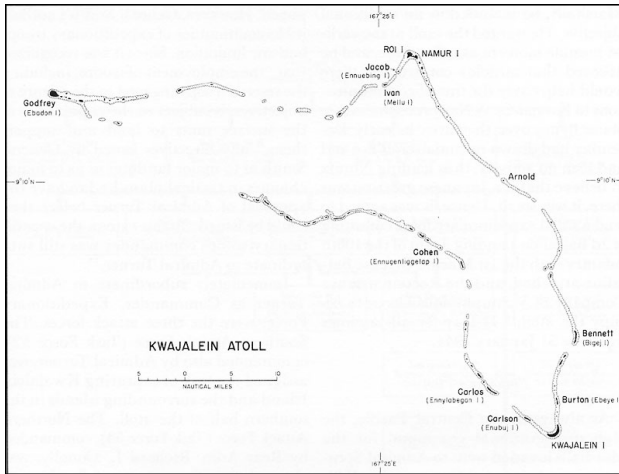 167°25'E
ROI I
NAMUR I
Jacob
(Ennuebing I)
Ivan
(Mellu I)
Godfrey
(Ebadon I)
9°10'N
9°10'N
Arnold
Cohen
(Ennugenliggelap I)
KWAJALEIN ATOLL
5 0 5 10
NAUTICAL MILES
Bennett
(Bigej I)
Carlos
(Ennylabegan I)
Burton (Ebeye I)
Carlson
(Enubuj I)
KWAJALEIN I
167°25'E